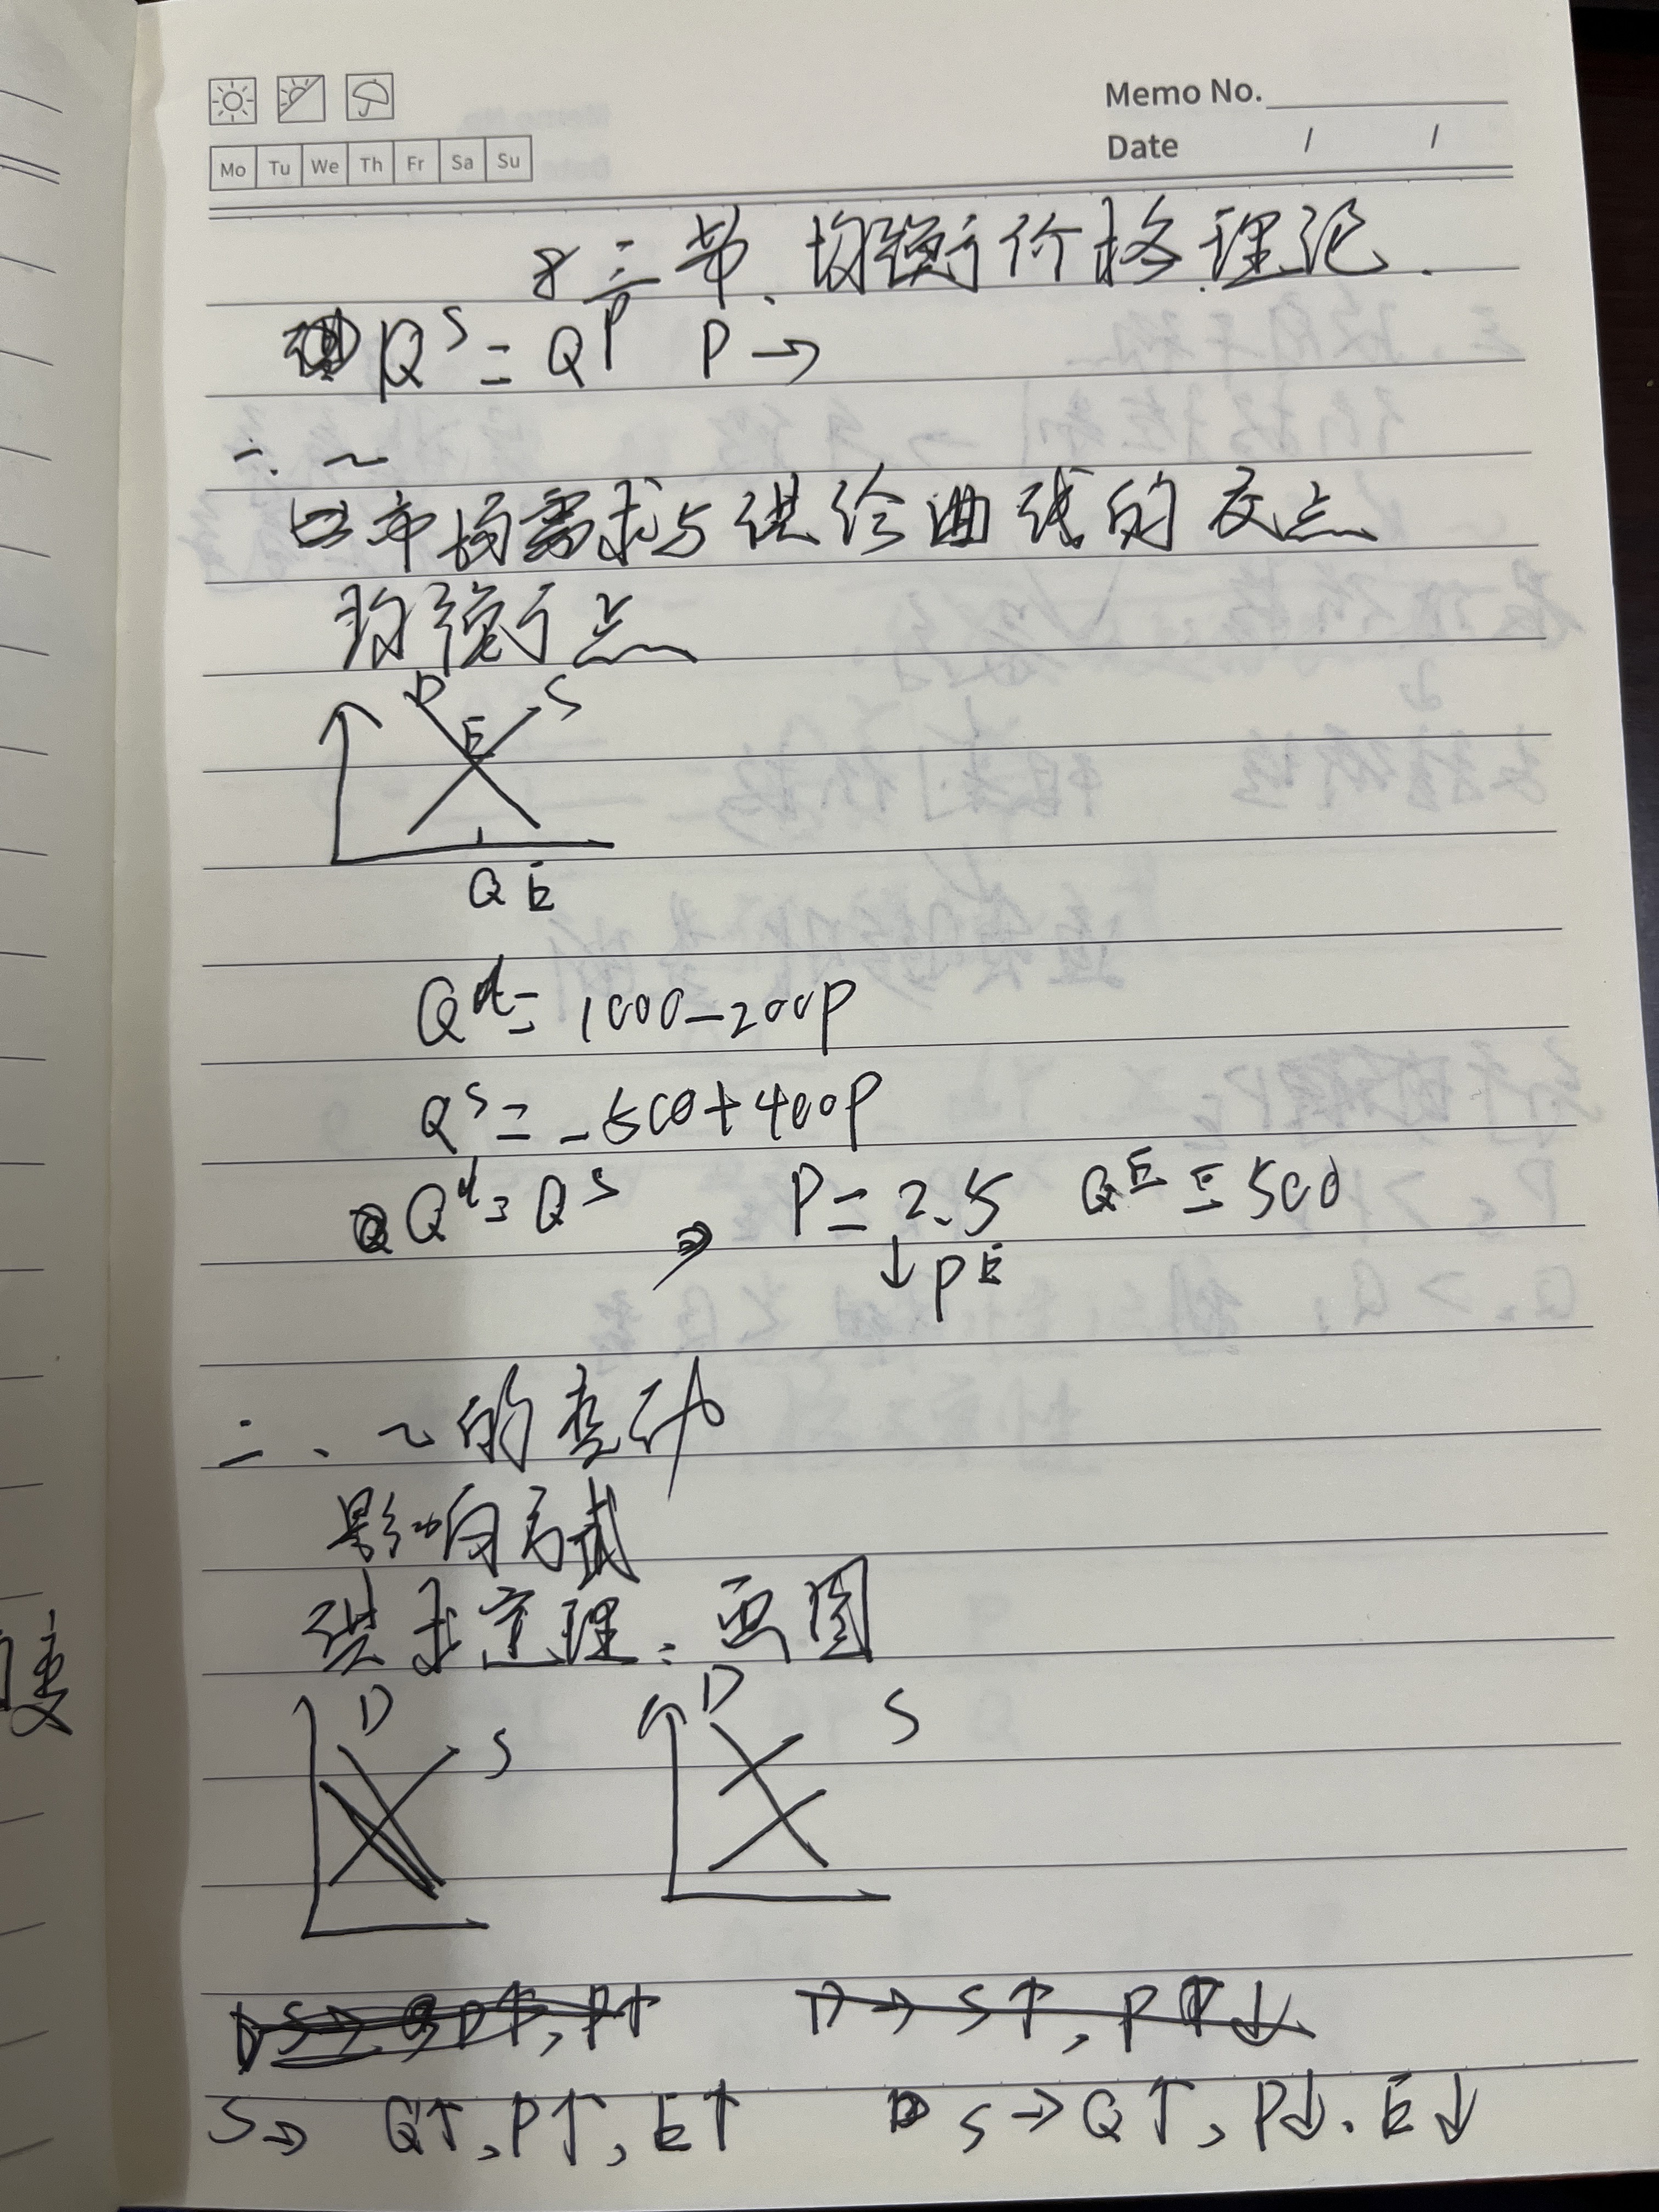 Memo No.
Mo Tu We Th Fr Sa Su
Date / /
第三节、均衡价格理论.
Q^S = Q^P P →
一. ~
市场需求与供给曲线的交点
均衡点
D S
E
Q E
Q^d = 1000-200P
Q^S = -500+400P
Q^d = Q^S ⇒ P = 2.5 Q^E = 500
↓ P^E
二、~的变动
影响方式
供求定理：画图
D S D S
S→ Q↑, P↑, E↑ S→Q↑, P↓. E↓